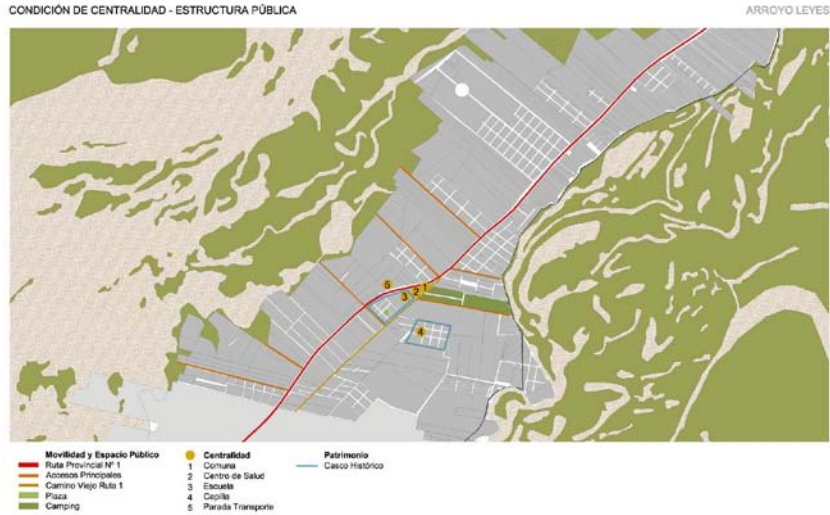 CONDICIÓN DE CENTRALIDAD - ESTRUCTURA PÚBLICA
ARROYO LEYES
5
3
2
1
4
Movilidad y Espacio Público
Ruta Provincial Nº 1
Accesos Principales
Camino Viejo Ruta 1
Plaza
Camping
Centralidad
1 Comuna
2 Centro de Salud
3 Escuela
4 Capilla
5 Parada Transporte
Patrimonio
Casco Histórico